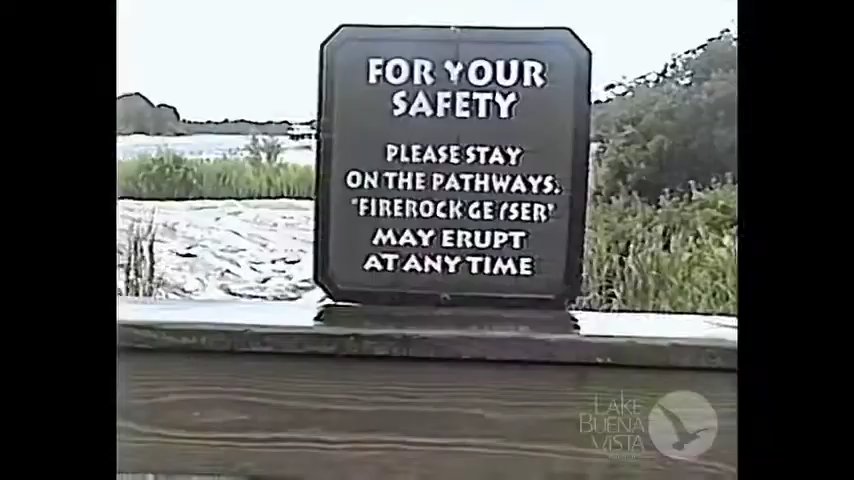 FOR YOUR
SAFETY
PLEASE STAY
ON THE PATHWAYS.
"FIREROCK GEYSER"
MAY ERUPT
AT ANY TIME
LAKE
BUENA
VISTA